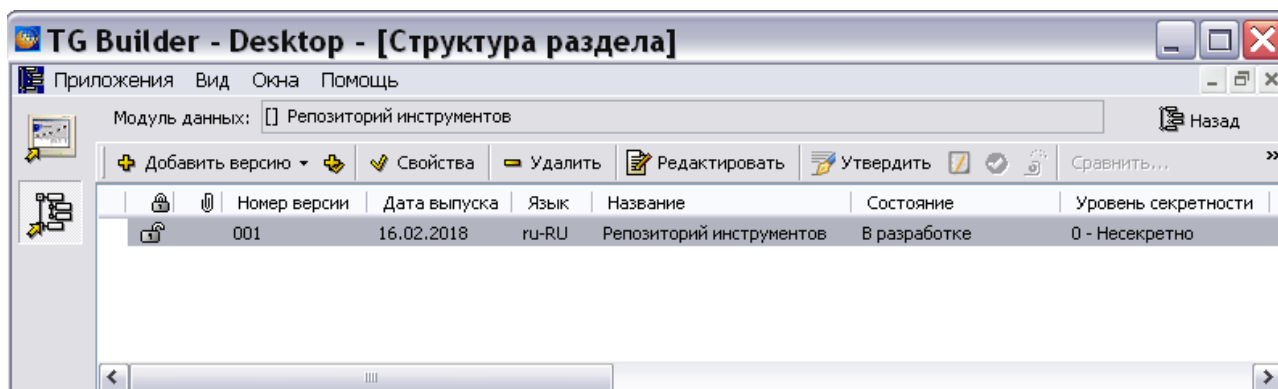 TG Builder - Desktop - [Структура раздела]
Приложения Вид Окна Помощь
Модуль данных: [] Репозиторий инструментов Назад
Добавить версию Свойства Удалить Редактировать Утвердить Сравнить... »
Номер версии Дата выпуска Язык Название Состояние Уровень секретности
001 16.02.2018 ru-RU Репозиторий инструментов В разработке 0 - Несекретно